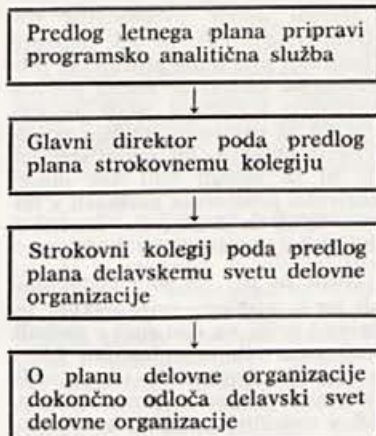 Predlog letnega plana pripravi
programsko analitična služba
Glavni direktor poda predlog
plana strokovnemu kolegiju
Strokovni kolegij poda predlog
plana delavskemu svetu delovne
organizacije
O planu delovne organizacije
dokončno odloča delavski svet
delovne organizacije